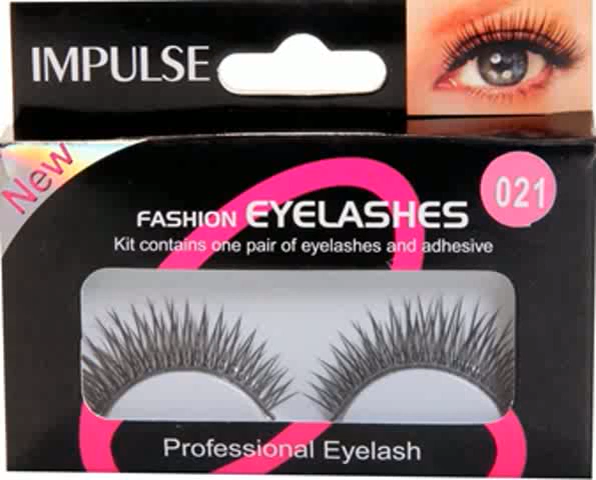 IMPULSE
New
021
FASHION EYELASHES
Kit contains one pair of eyelashes and adhesive
Professional Eyelash